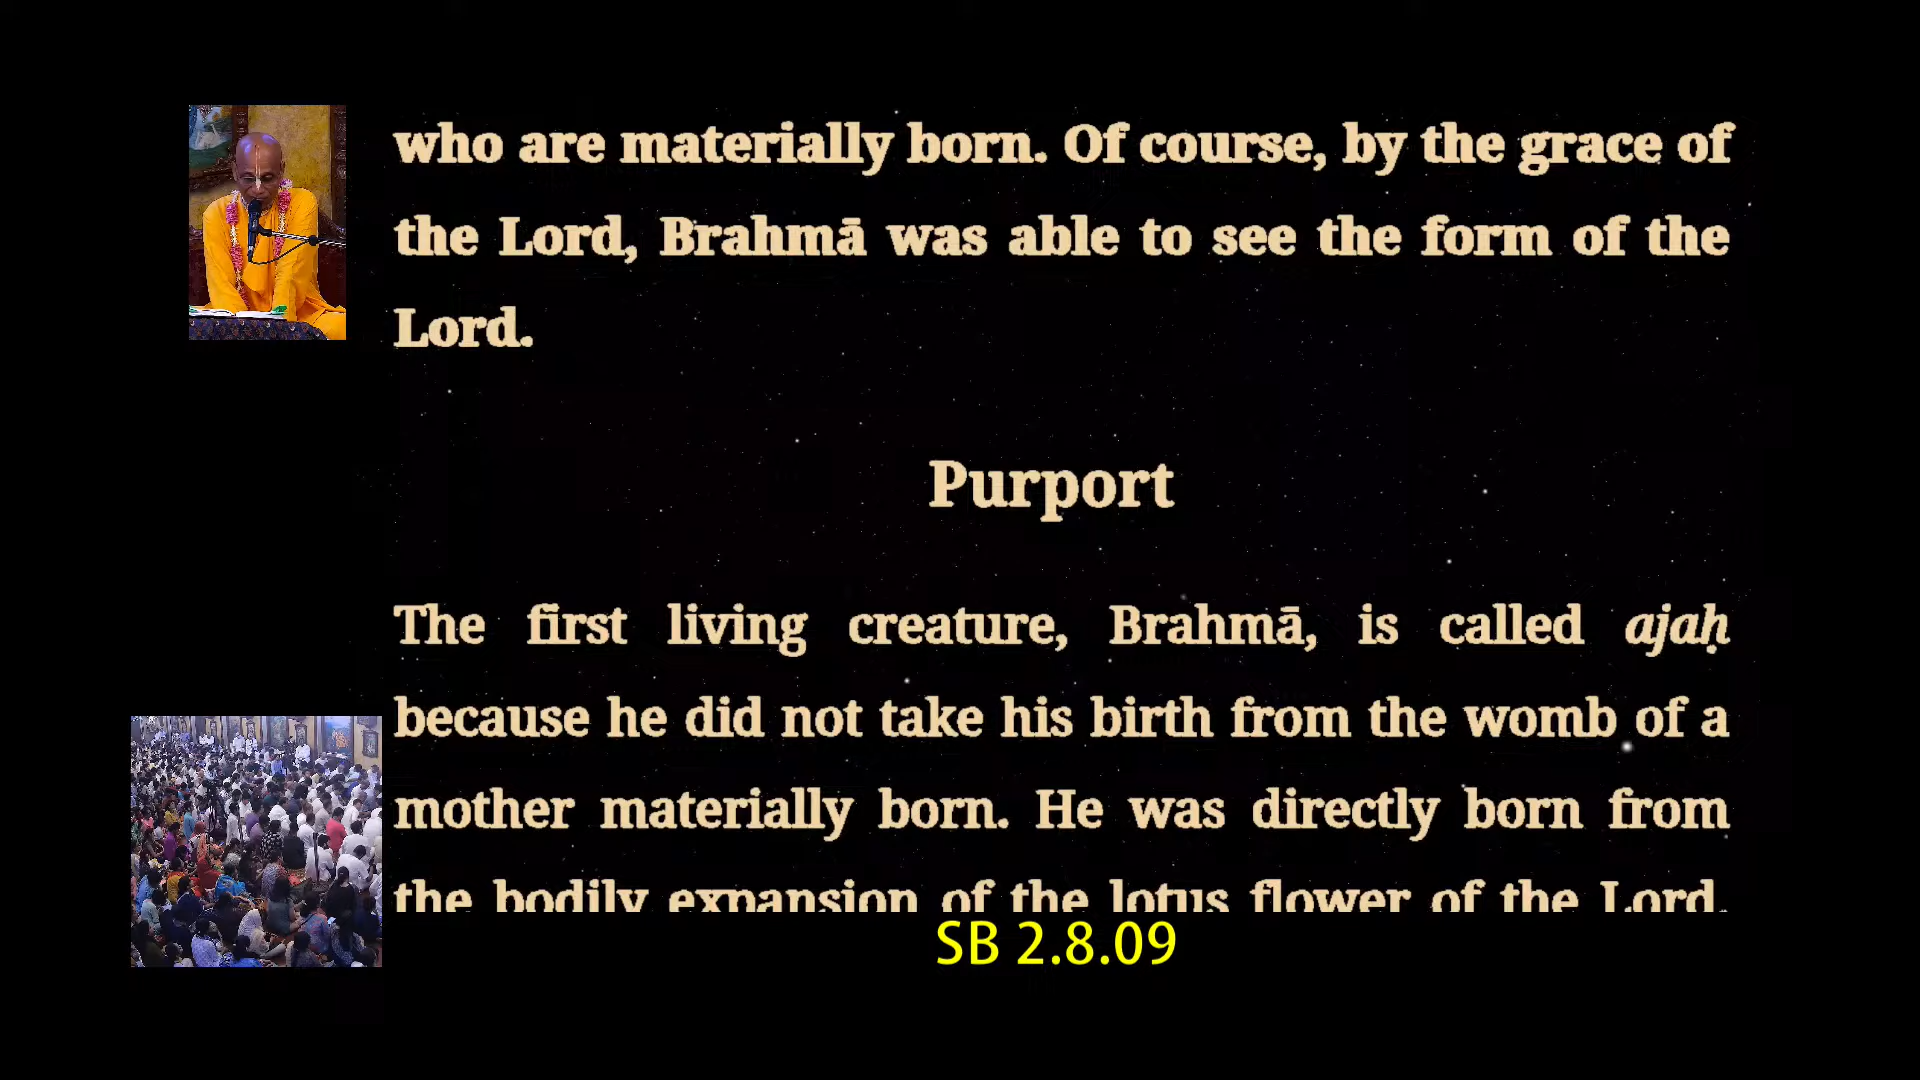 who are materially born. Of course, by the grace of
the Lord, Brahmā was able to see the form of the
Lord.
Purport
The first living creature, Brahmā, is called ajaḥ
because he did not take his birth from the womb of a
mother materially born. He was directly born from
the bodily expansion of the lotus flower of the Lord.
SB 2.8.09